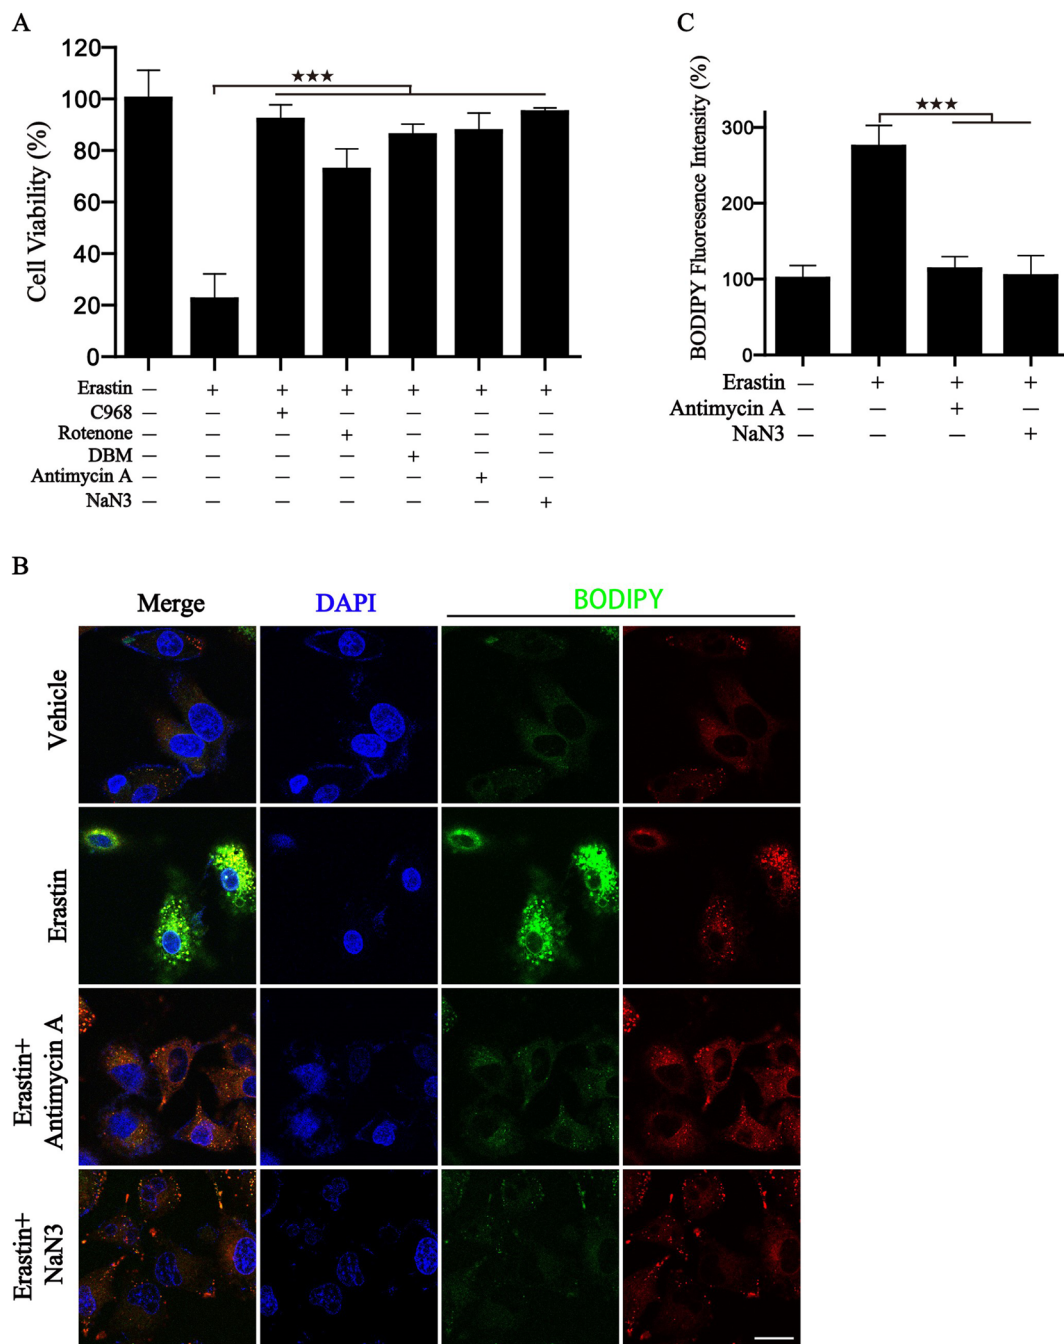 A
Cell Viability (%)
120
100
80
60
40
20
0
★★★
Erastin — + + + + + +
C968 — — + — — — —
Rotenone — — — + — — —
DBM — — — — + — —
Antimycin A — — — — — + —
NaN3 — — — — — — +
C
BODIPY Fluoresence Intensity (%)
300
200
100
0
★★★
Erastin — + + +
Antimycin A — — + —
NaN3 — — — +
B
Merge DAPI BODIPY
Vehicle
Erastin
Erastin+
Antimycin A
Erastin+
NaN3